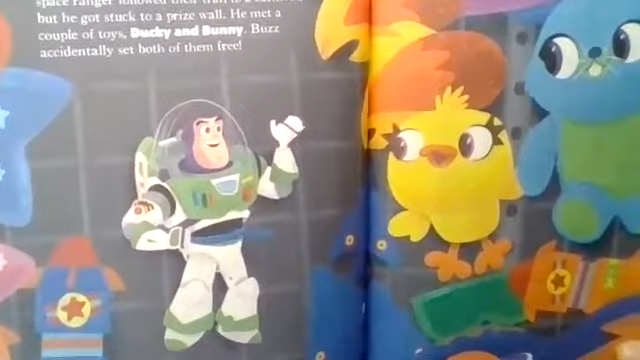 space ranger followed their trail to a carnival,
but he got stuck to a prize wall. He met a
couple of toys, Ducky and Bunny. Buzz
accidentally set both of them free!